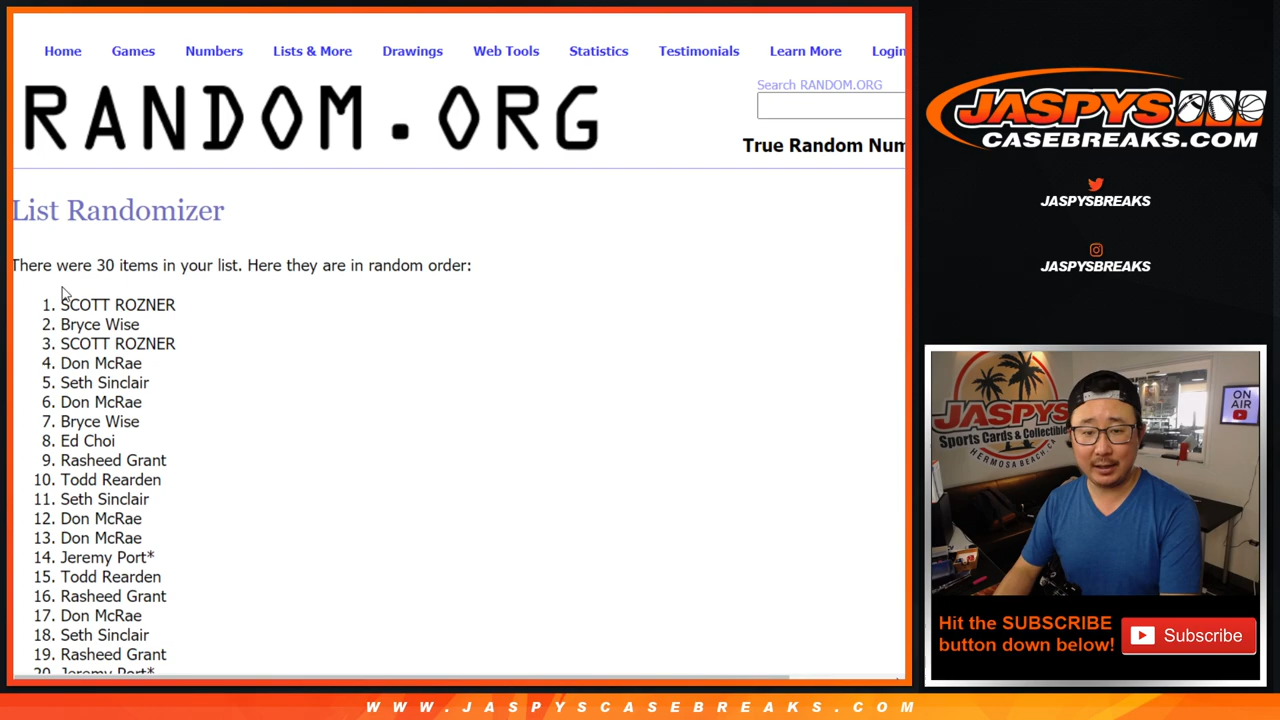 Home Games Numbers Lists & More Drawings Web Tools Statistics Testimonials Learn More Login
RANDOM.ORG
Search RANDOM.ORG
True Random Num
List Randomizer
There were 30 items in your list. Here they are in random order:
1. SCOTT ROZNER
2. Bryce Wise
3. SCOTT ROZNER
4. Don McRae
5. Seth Sinclair
6. Don McRae
7. Bryce Wise
8. Ed Choi
9. Rasheed Grant
10. Todd Rearden
11. Seth Sinclair
12. Don McRae
13. Don McRae
14. Jeremy Port*
15. Todd Rearden
16. Rasheed Grant
17. Don McRae
18. Seth Sinclair
19. Rasheed Grant
20. Jeremy Port*
JASPYS
CASEBREAKS.COM
JASPYSBREAKS
JASPYSBREAKS
JASPYS
Sports Cards & Collectibles
HERMOSA BEACH, CA
ON
AIR
Hit the SUBSCRIBE
button down below!
Subscribe
WWW.JASPYSCASEBREAKS.COM